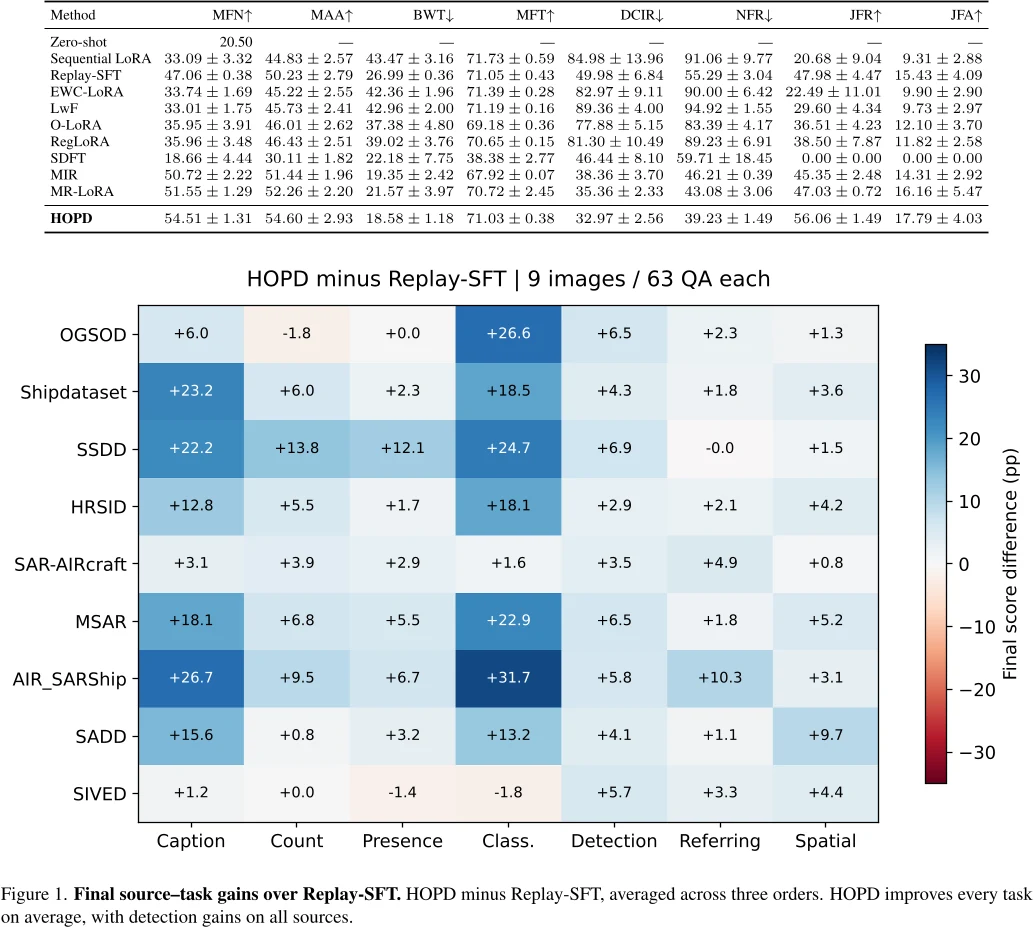 Method MFN↑ MAA↑ BWT↓ MFT↑ DCIR↓ NFR↓ JFR↑ JFA↑
Zero-shot 20.50 — — — — — — —
Sequential LoRA 33.09 ± 3.32 44.83 ± 2.57 43.47 ± 3.16 71.73 ± 0.59 84.98 ± 13.96 91.06 ± 9.77 20.68 ± 9.04 9.31 ± 2.88
Replay-SFT 47.06 ± 0.38 50.23 ± 2.79 26.99 ± 0.36 71.05 ± 0.43 49.98 ± 6.84 55.29 ± 3.04 47.98 ± 4.47 15.43 ± 4.09
EWC-LoRA 33.74 ± 1.69 45.22 ± 2.55 42.36 ± 1.96 71.39 ± 0.28 82.97 ± 9.11 90.00 ± 6.42 22.49 ± 11.01 9.90 ± 2.90
LwF 33.01 ± 1.75 45.73 ± 2.41 42.96 ± 2.00 71.19 ± 0.16 89.36 ± 4.00 94.92 ± 1.55 29.60 ± 4.34 9.73 ± 2.97
O-LoRA 35.95 ± 3.91 46.01 ± 2.62 37.38 ± 4.80 69.18 ± 0.36 77.88 ± 5.15 83.39 ± 4.17 36.51 ± 4.23 12.10 ± 3.70
RegLoRA 35.96 ± 3.48 46.43 ± 2.51 39.02 ± 3.76 70.65 ± 0.15 81.30 ± 10.49 89.23 ± 6.91 38.50 ± 7.87 11.82 ± 2.58
SDFT 18.66 ± 4.44 30.11 ± 1.82 22.18 ± 7.75 38.38 ± 2.77 46.44 ± 8.10 59.71 ± 18.45 0.00 ± 0.00 0.00 ± 0.00
MIR 50.72 ± 2.22 51.44 ± 1.96 19.35 ± 2.42 67.92 ± 0.07 38.36 ± 3.70 46.21 ± 0.39 45.35 ± 2.48 14.31 ± 2.92
MR-LoRA 51.55 ± 1.29 52.26 ± 2.20 21.57 ± 3.97 70.72 ± 2.45 35.36 ± 2.33 43.08 ± 3.06 47.03 ± 0.72 16.16 ± 5.47
HOPD 54.51 ± 1.31 54.60 ± 2.93 18.58 ± 1.18 71.03 ± 0.38 32.97 ± 2.56 39.23 ± 1.49 56.06 ± 1.49 17.79 ± 4.03
HOPD minus Replay-SFT | 9 images / 63 QA each
OGSOD +6.0 -1.8 +0.0 +26.6 +6.5 +2.3 +1.3
Shipdataset +23.2 +6.0 +2.3 +18.5 +4.3 +1.8 +3.6
SSDD +22.2 +13.8 +12.1 +24.7 +6.9 -0.0 +1.5
HRSID +12.8 +5.5 +1.7 +18.1 +2.9 +2.1 +4.2
SAR-AIRcraft +3.1 +3.9 +2.9 +1.6 +3.5 +4.9 +0.8
MSAR +18.1 +6.8 +5.5 +22.9 +6.5 +1.8 +5.2
AIR_SARShip +26.7 +9.5 +6.7 +31.7 +5.8 +10.3 +3.1
SADD +15.6 +0.8 +3.2 +13.2 +4.1 +1.1 +9.7
SIVED +1.2 +0.0 -1.4 -1.8 +5.7 +3.3 +4.4
Caption Count Presence Class. Detection Referring Spatial
30
20
10
0
−10
−20
−30
Final score difference (pp)
Figure 1. Final source–task gains over Replay-SFT. HOPD minus Replay-SFT, averaged across three orders. HOPD improves every task
on average, with detection gains on all sources.